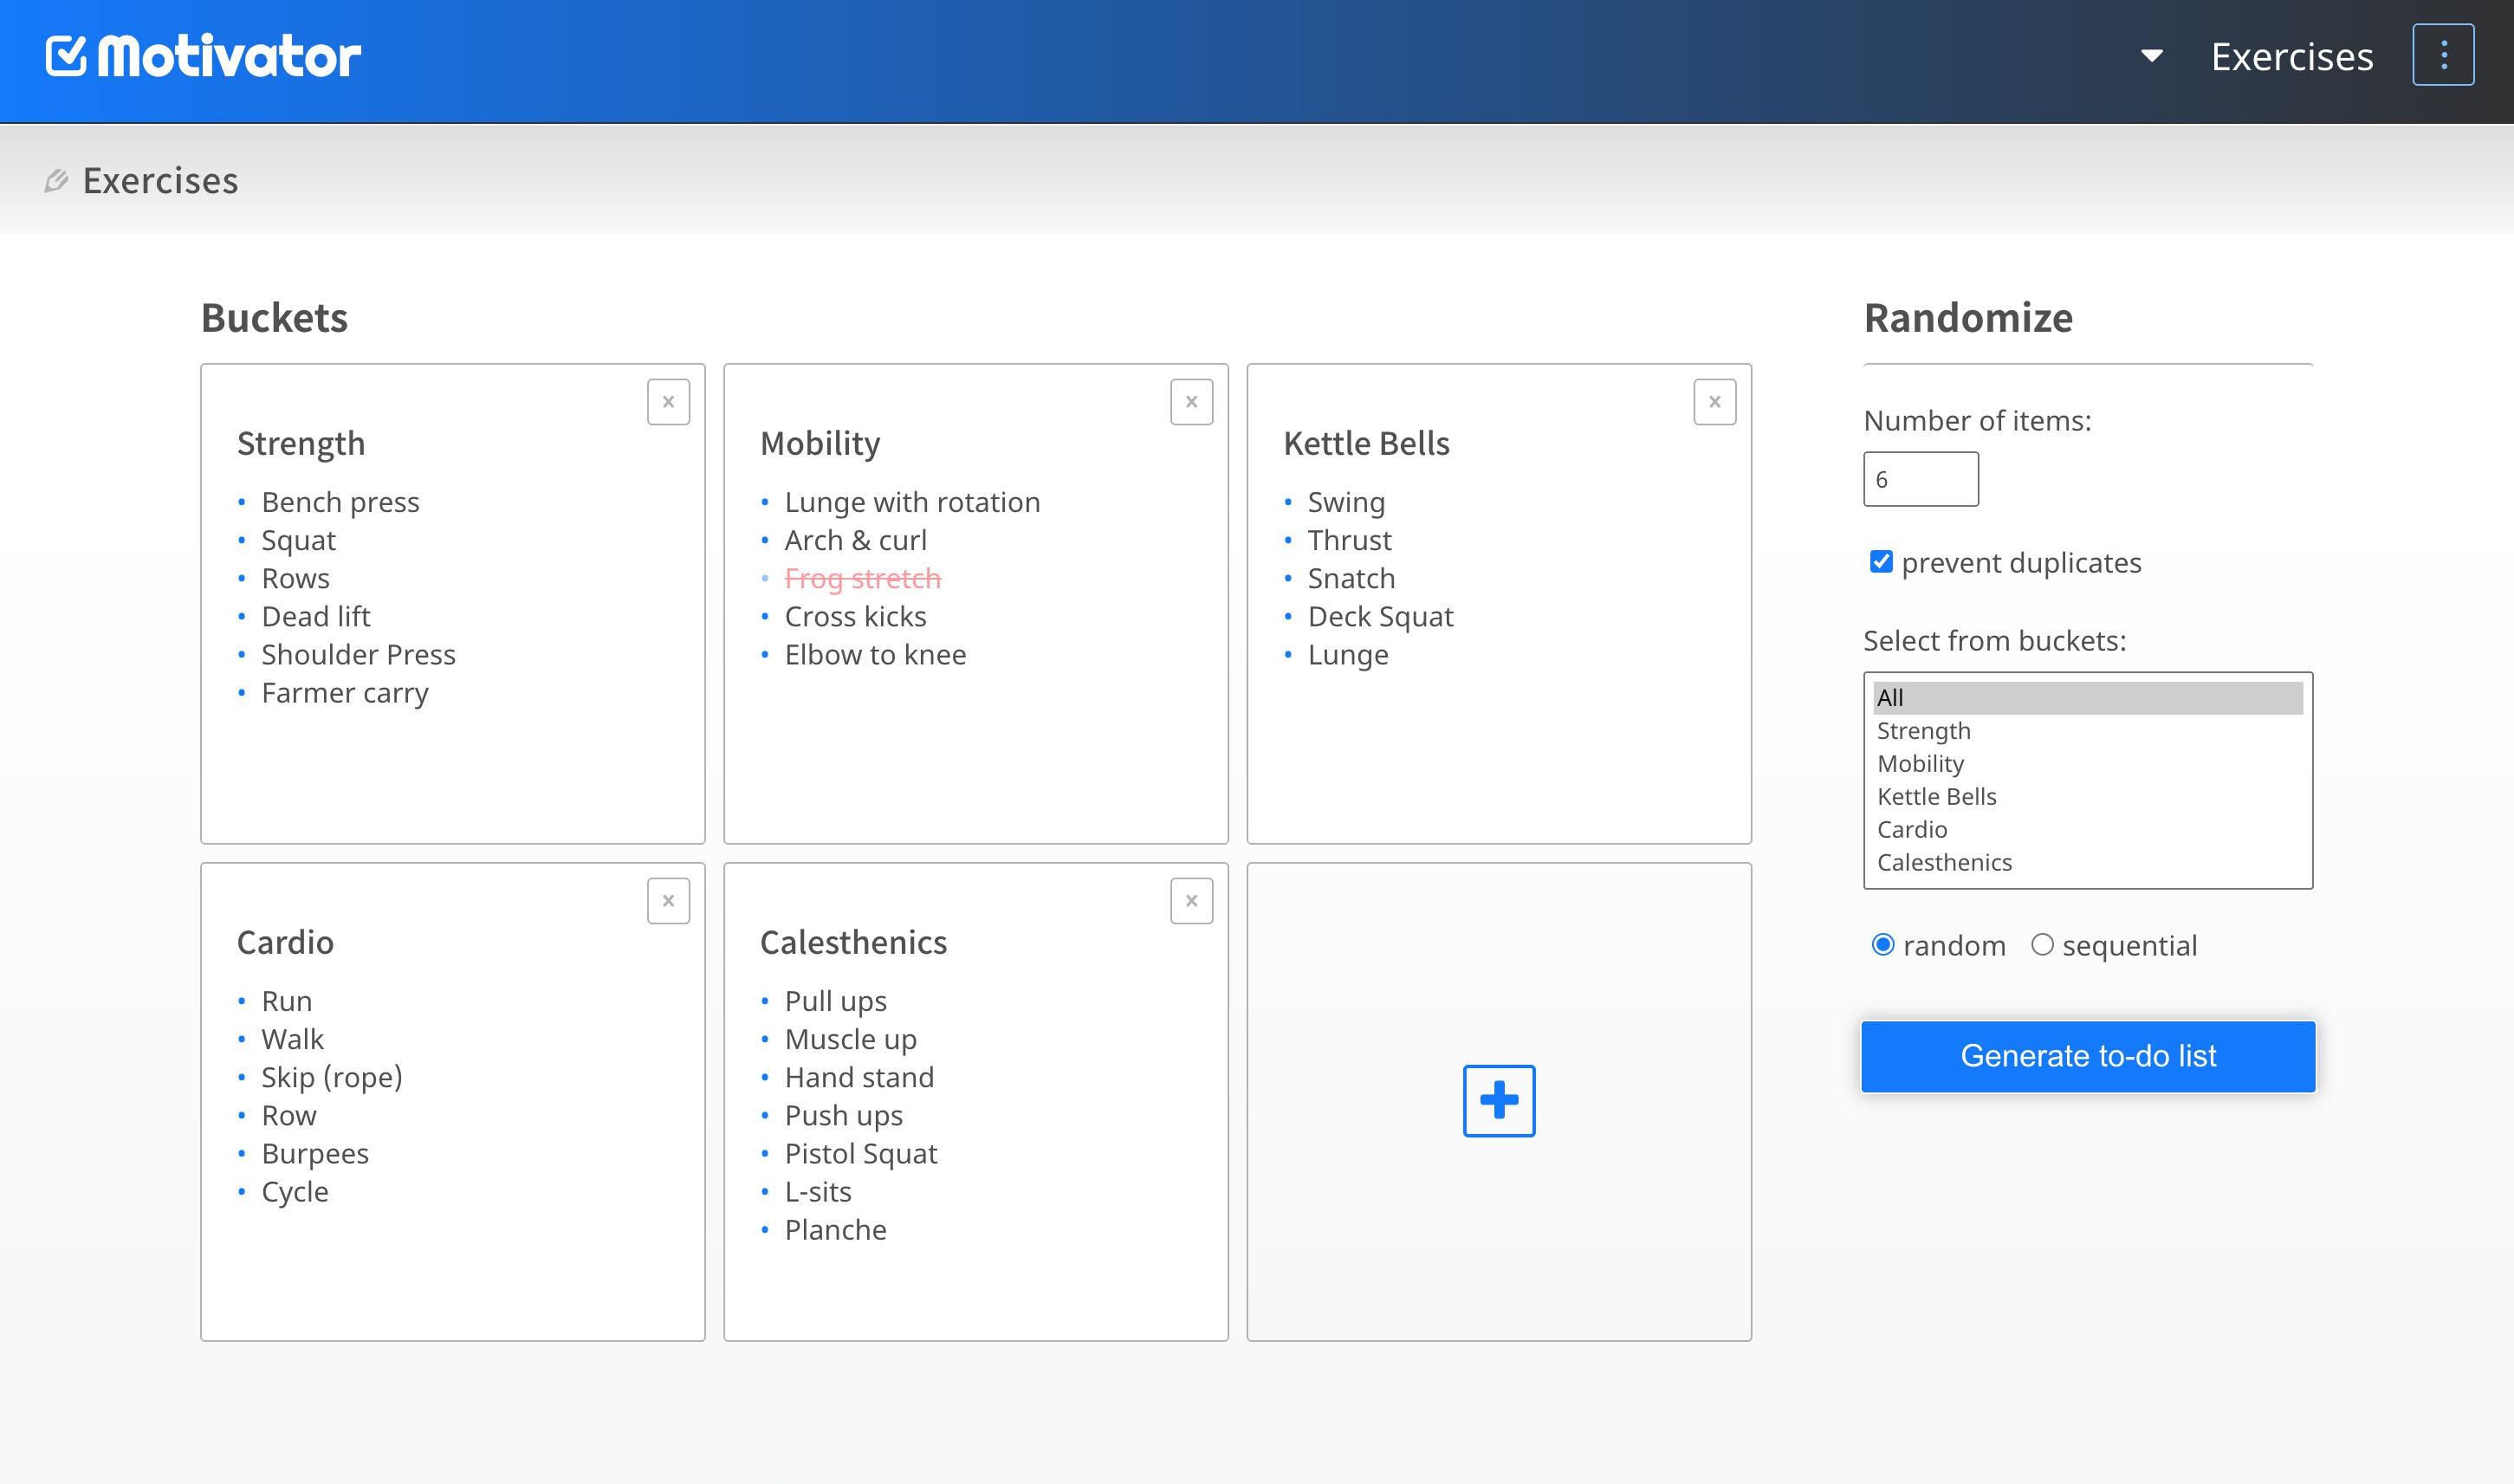 Motivator
Exercises
Exercises
Buckets
Strength
• Bench press
• Squat
• Rows
• Dead lift
• Shoulder Press
• Farmer carry
Mobility
• Lunge with rotation
• Arch & curl
• Frog stretch
• Cross kicks
• Elbow to knee
Kettle Bells
• Swing
• Thrust
• Snatch
• Deck Squat
• Lunge
Cardio
• Run
• Walk
• Skip (rope)
• Row
• Burpees
• Cycle
Calesthenics
• Pull ups
• Muscle up
• Hand stand
• Push ups
• Pistol Squat
• L-sits
• Planche
Randomize
Number of items:
6
prevent duplicates
Select from buckets:
All
Strength
Mobility
Kettle Bells
Cardio
Calesthenics
random sequential
Generate to-do list